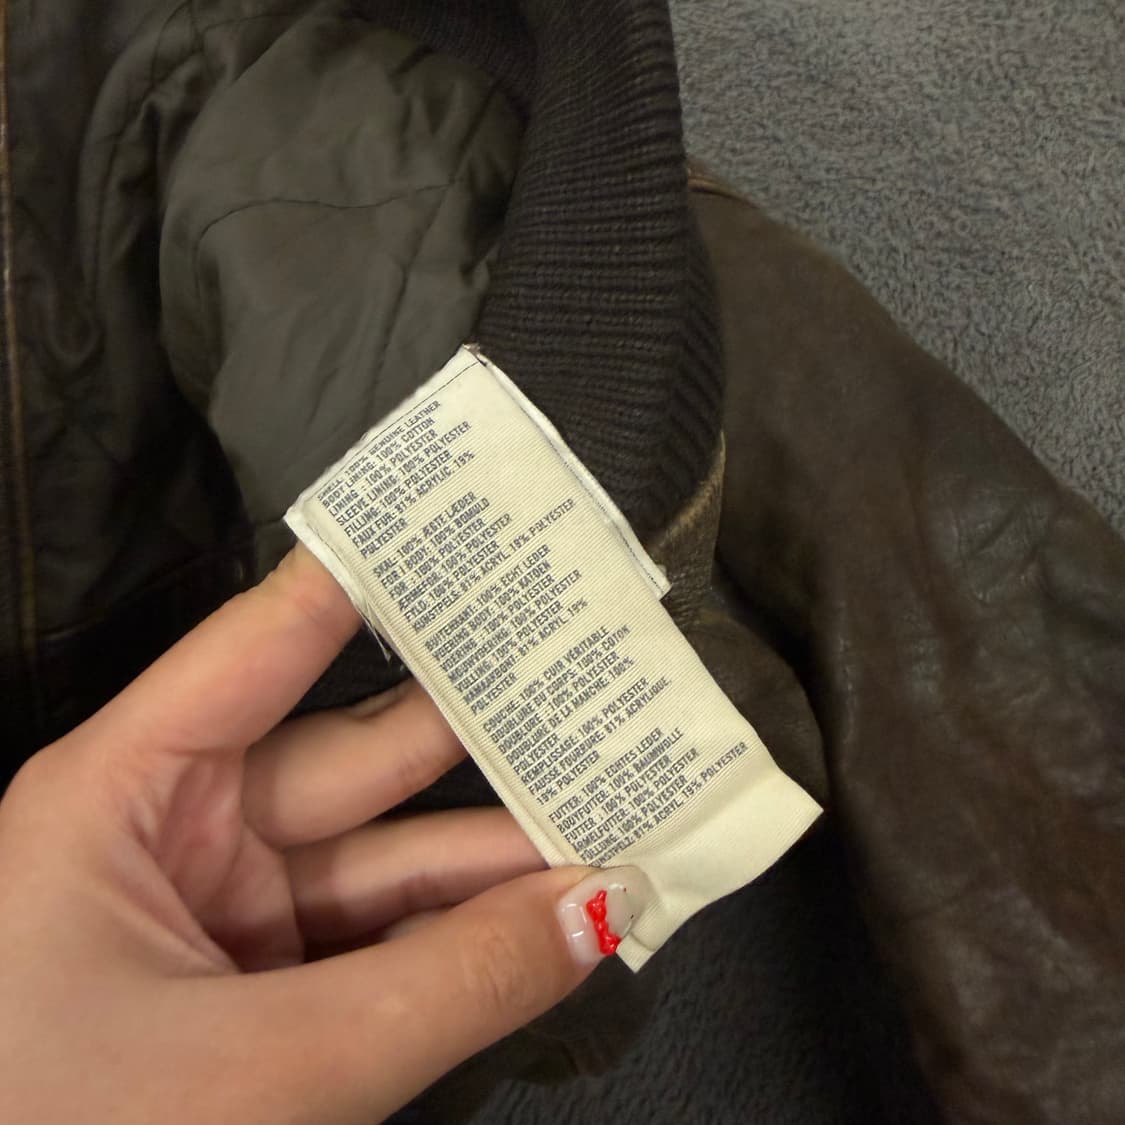 SHELL: 100% GENUINE LEATHER
BODY LINING: 100% COTTON
LINING : 100% POLYESTER
SLEEVE LINING: 100% POLYESTER
FILLING: 100% POLYESTER
FAUX FUR: 81% ACRYLIC, 19%
POLYESTER
SKAL: 100% ÆGTE LÆDER
FOR I BODY: 100% BOMULD
FOR : 100% POLYESTER
ÆRMEFOR: 100% POLYESTER
FYLD: 100% POLYESTER
KUNSTPELS: 81% ACRYL, 19% POLYESTER
BUITENKANT: 100% ECHT LEDER
VOERING BODY: 100% KATOEN
VOERING : 100% POLYESTER
MOUWVOERING: 100% POLYESTER
VULLING: 100% POLYESTER
81% ACRYL, 19%
POLYESTER
COUCHE: 100% CUIR VÉRITABLE
DOUBLURE DU CORPS: 100% COTON
DOUBLURE : 100% POLYESTER
DOUBLURE DE LA MANCHE: 100%
POLYESTER
REMPLISSAGE: 100% POLYESTER
FAUSSE FOURRURE: 81% ACRYLIQUE,
19% POLYESTER
FUTTER: 100% ECHTES LEDER
BODYFUTTER: 100% BAUMWOLLE
FUTTER : 100% POLYESTER
ÄRMELFUTTER: 100% POLYESTER
FÜLLUNG: 100% POLYESTER
KUNSTPELZ: 81% ACRYL, 19% POLYESTER